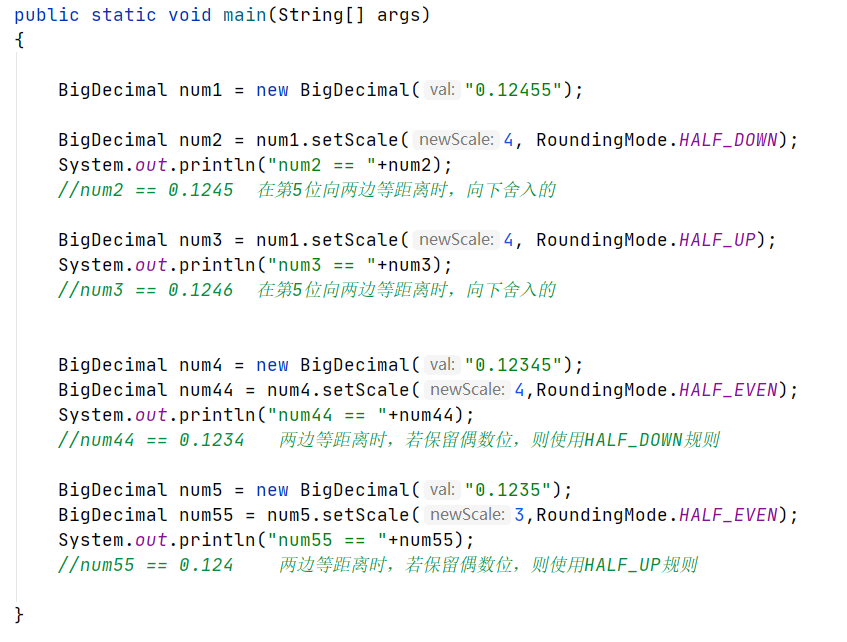 public static void main(String[] args)
{
BigDecimal num1 = new BigDecimal( val: "0.12455");
BigDecimal num2 = num1.setScale( newScale: 4, RoundingMode.HALF_DOWN);
System.out.println("num2 == "+num2);
//num2 == 0.1245  在第5位向两边等距离时，向下舍入的
BigDecimal num3 = num1.setScale( newScale: 4, RoundingMode.HALF_UP);
System.out.println("num3 == "+num3);
//num3 == 0.1246  在第5位向两边等距离时，向下舍入的
BigDecimal num4 = new BigDecimal( val: "0.12345");
BigDecimal num44 = num4.setScale( newScale: 4,RoundingMode.HALF_EVEN);
System.out.println("num44 == "+num44);
//num44 == 0.1234   两边等距离时，若保留偶数位，则使用HALF_DOWN规则
BigDecimal num5 = new BigDecimal( val: "0.1235");
BigDecimal num55 = num5.setScale( newScale: 3,RoundingMode.HALF_EVEN);
System.out.println("num55 == "+num55);
//num55 == 0.124    两边等距离时，若保留偶数位，则使用HALF_UP规则
}